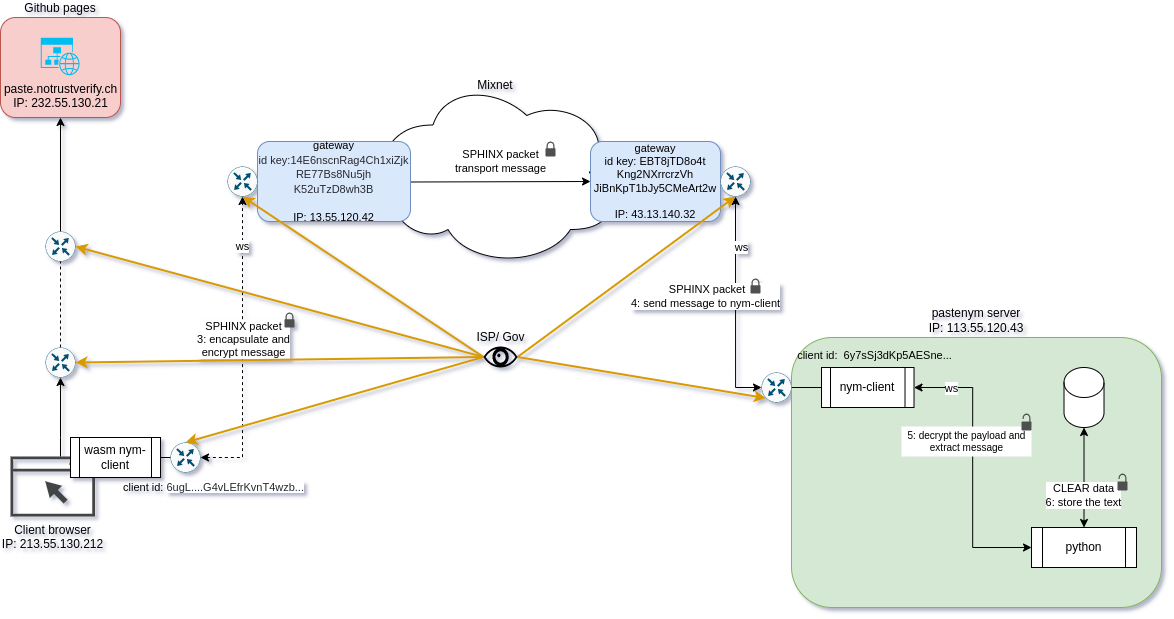 Github pages
paste.notrustverify.ch
IP: 232.55.130.21
Mixnet
gateway
id key:14E6nscnRag4Ch1xiZjk
RE77Bs8Nu5jh
K52uTzD8wh3B
IP: 13.55.120.42
SPHINX packet
transport message
gateway
id key: EBT8jTD8o4t
Kng2NXrrcrzVh
JiBnKpT1bJy5CMeArt2w
IP: 43.13.140.32
ws
ws
SPHINX packet
4: send message to nym-client
SPHINX packet
3: encapsulate and
encrypt message
ISP/ Gov
pastenym server
IP: 113.55.120.43
client id: 6y7sSj3dKp5AESne...
nym-client
ws
5: decrypt the payload and
extract message
CLEAR data
6: store the text
python
wasm nym-
client
client id: 6ugL....G4vLEfrKvnT4wzb...
Client browser
IP: 213.55.130.212